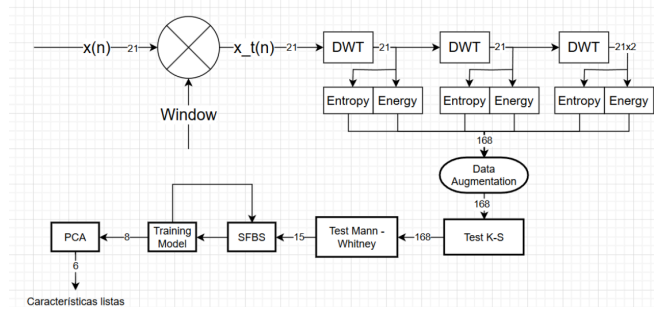 x(n) 21 x_t(n) 21 DWT 21 DWT 21 DWT 21x2
Window
Entropy Energy Entropy Energy Entropy Energy
168
Data
Augmentation
168
PCA 8 Training
Model SFBS 15 Test Mann -
Whitney 168 Test K-S
6
Características listas